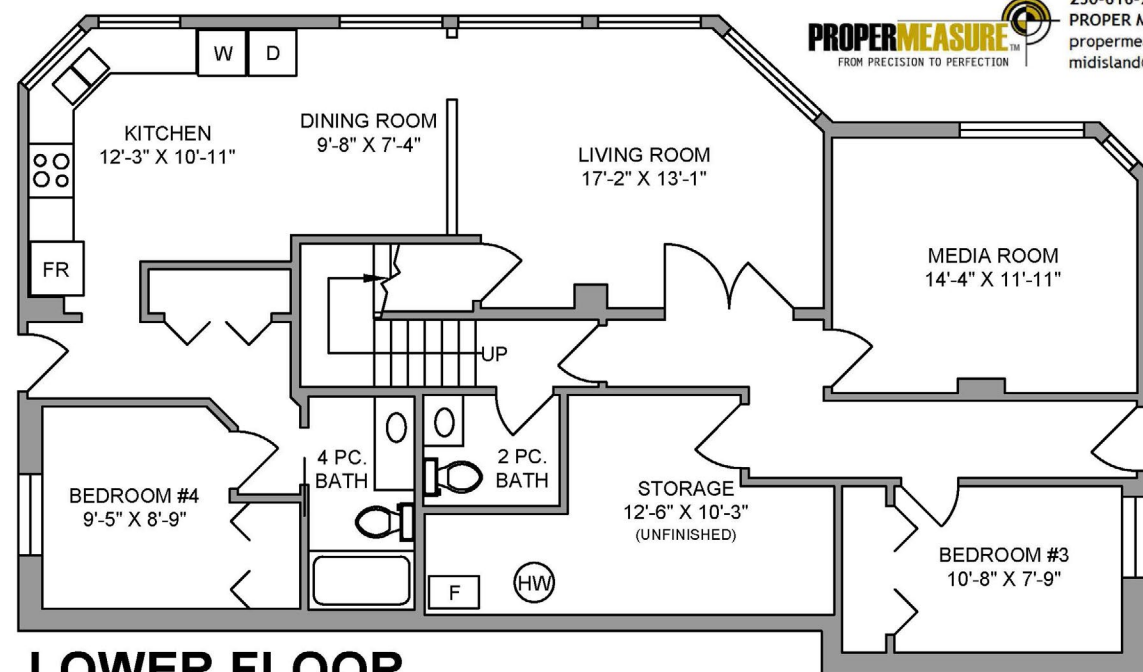 PROPERMEASURE TM
FROM PRECISION TO PERFECTION
PROPER
W
D
KITCHEN
12'-3" X 10'-11"
DINING ROOM
9'-8" X 7'-4"
LIVING ROOM
17'-2" X 13'-1"
FR
MEDIA ROOM
14'-4" X 11'-11"
UP
4 PC.
BATH
2 PC.
BATH
BEDROOM #4
9'-5" X 8'-9"
STORAGE
12'-6" X 10'-3"
(UNFINISHED)
F
HW
BEDROOM #3
10'-8" X 7'-9"
LOWER FLOOR